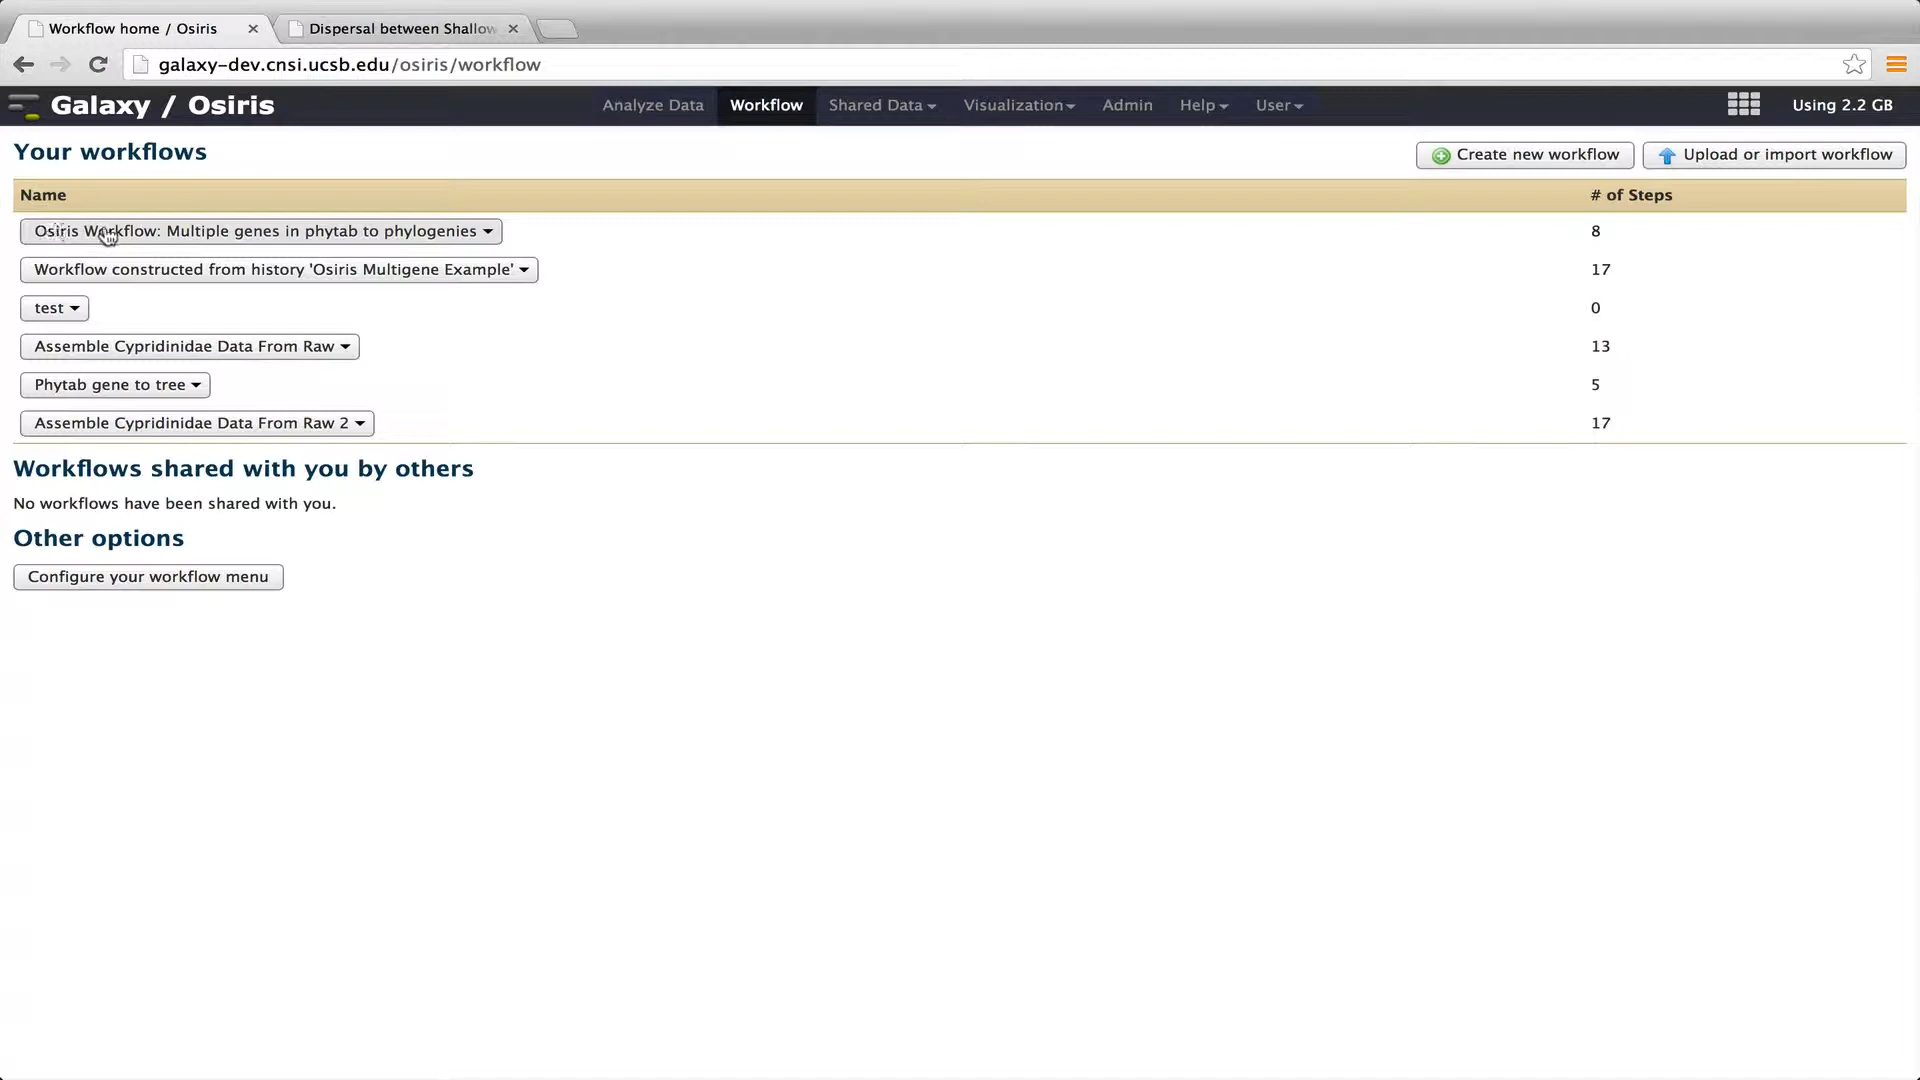 Workflow home / Osiris
Dispersal between Shallow
galaxy-dev.cnsi.ucsb.edu/osiris/workflow
Galaxy / Osiris
Analyze Data
Workflow
Shared Data
Visualization
Admin
Help
User
Using 2.2 GB
Your workflows
Create new workflow
Upload or import workflow
Name
# of Steps
Osiris Workflow: Multiple genes in phytab to phylogenies
8
Workflow constructed from history 'Osiris Multigene Example'
17
test
0
Assemble Cypridinidae Data From Raw
13
Phytab gene to tree
5
Assemble Cypridinidae Data From Raw 2
17
Workflows shared with you by others
No workflows have been shared with you.
Other options
Configure your workflow menu